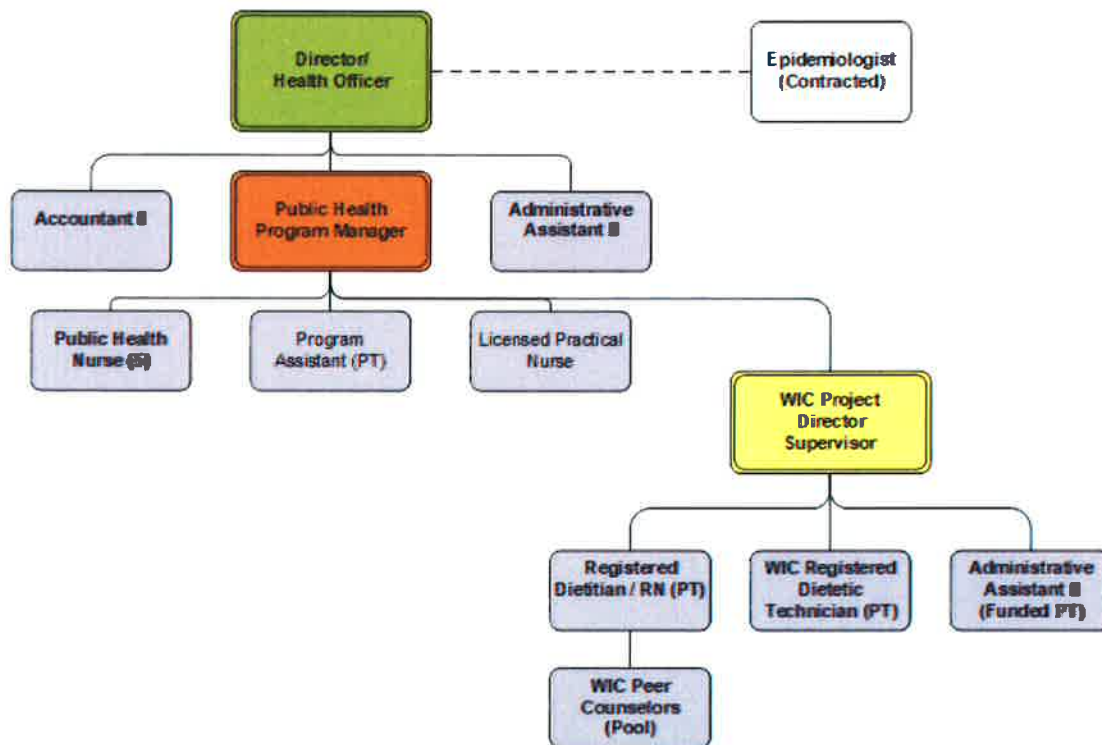 Director/
Health Officer
Epidemiologist
(Contracted)
Accountant
Public Health
Program Manager
Administrative
Assistant
Public Health
Nurse
Program
Assistant (PT)
Licensed Practical
Nurse
WIC Project
Director
Supervisor
Registered
Dietitian / RN (PT)
WIC Registered
Dietetic
Technician (PT)
Administrative
Assistant
(Funded PT)
WIC Peer
Counselors
(Pool)